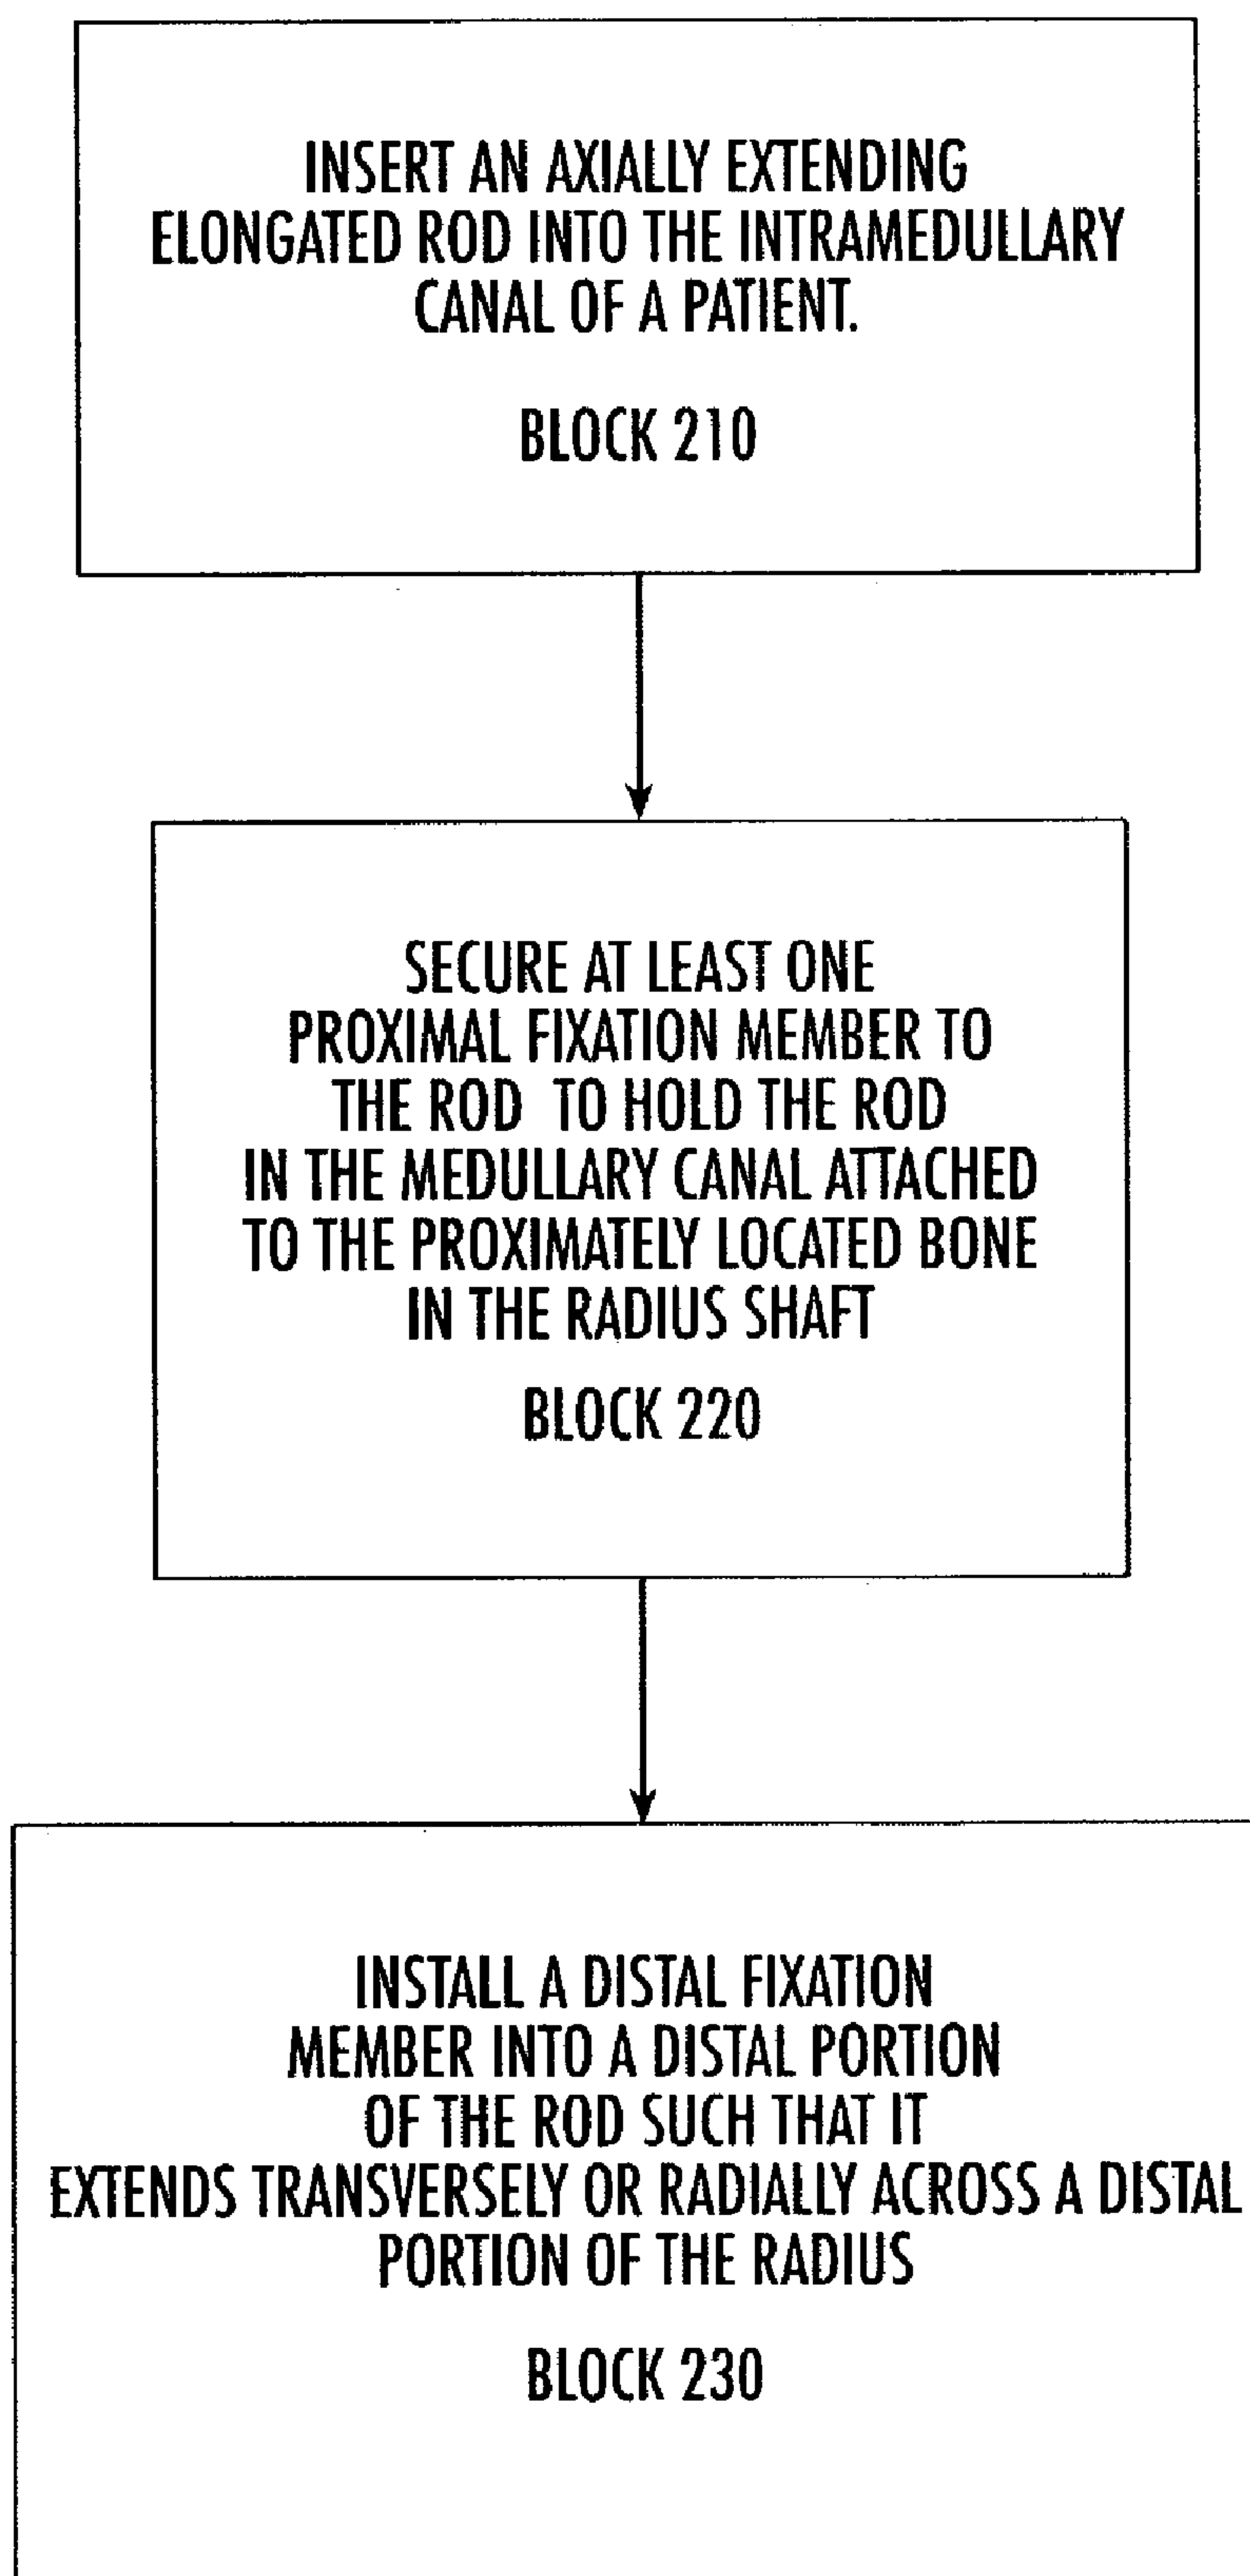 INSERT AN AXIALLY EXTENDING
ELONGATED ROD INTO THE INTRAMEDULLARY
CANAL OF A PATIENT.
BLOCK 210
SECURE AT LEAST ONE
PROXIMAL FIXATION MEMBER TO
THE ROD TO HOLD THE ROD
IN THE MEDULLARY CANAL ATTACHED
TO THE PROXIMATELY LOCATED BONE
IN THE RADIUS SHAFT
BLOCK 220
INSTALL A DISTAL FIXATION
MEMBER INTO A DISTAL PORTION
OF THE ROD SUCH THAT IT
EXTENDS TRANSVERSELY OR RADIALLY ACROSS A DISTAL
PORTION OF THE RADIUS
BLOCK 230